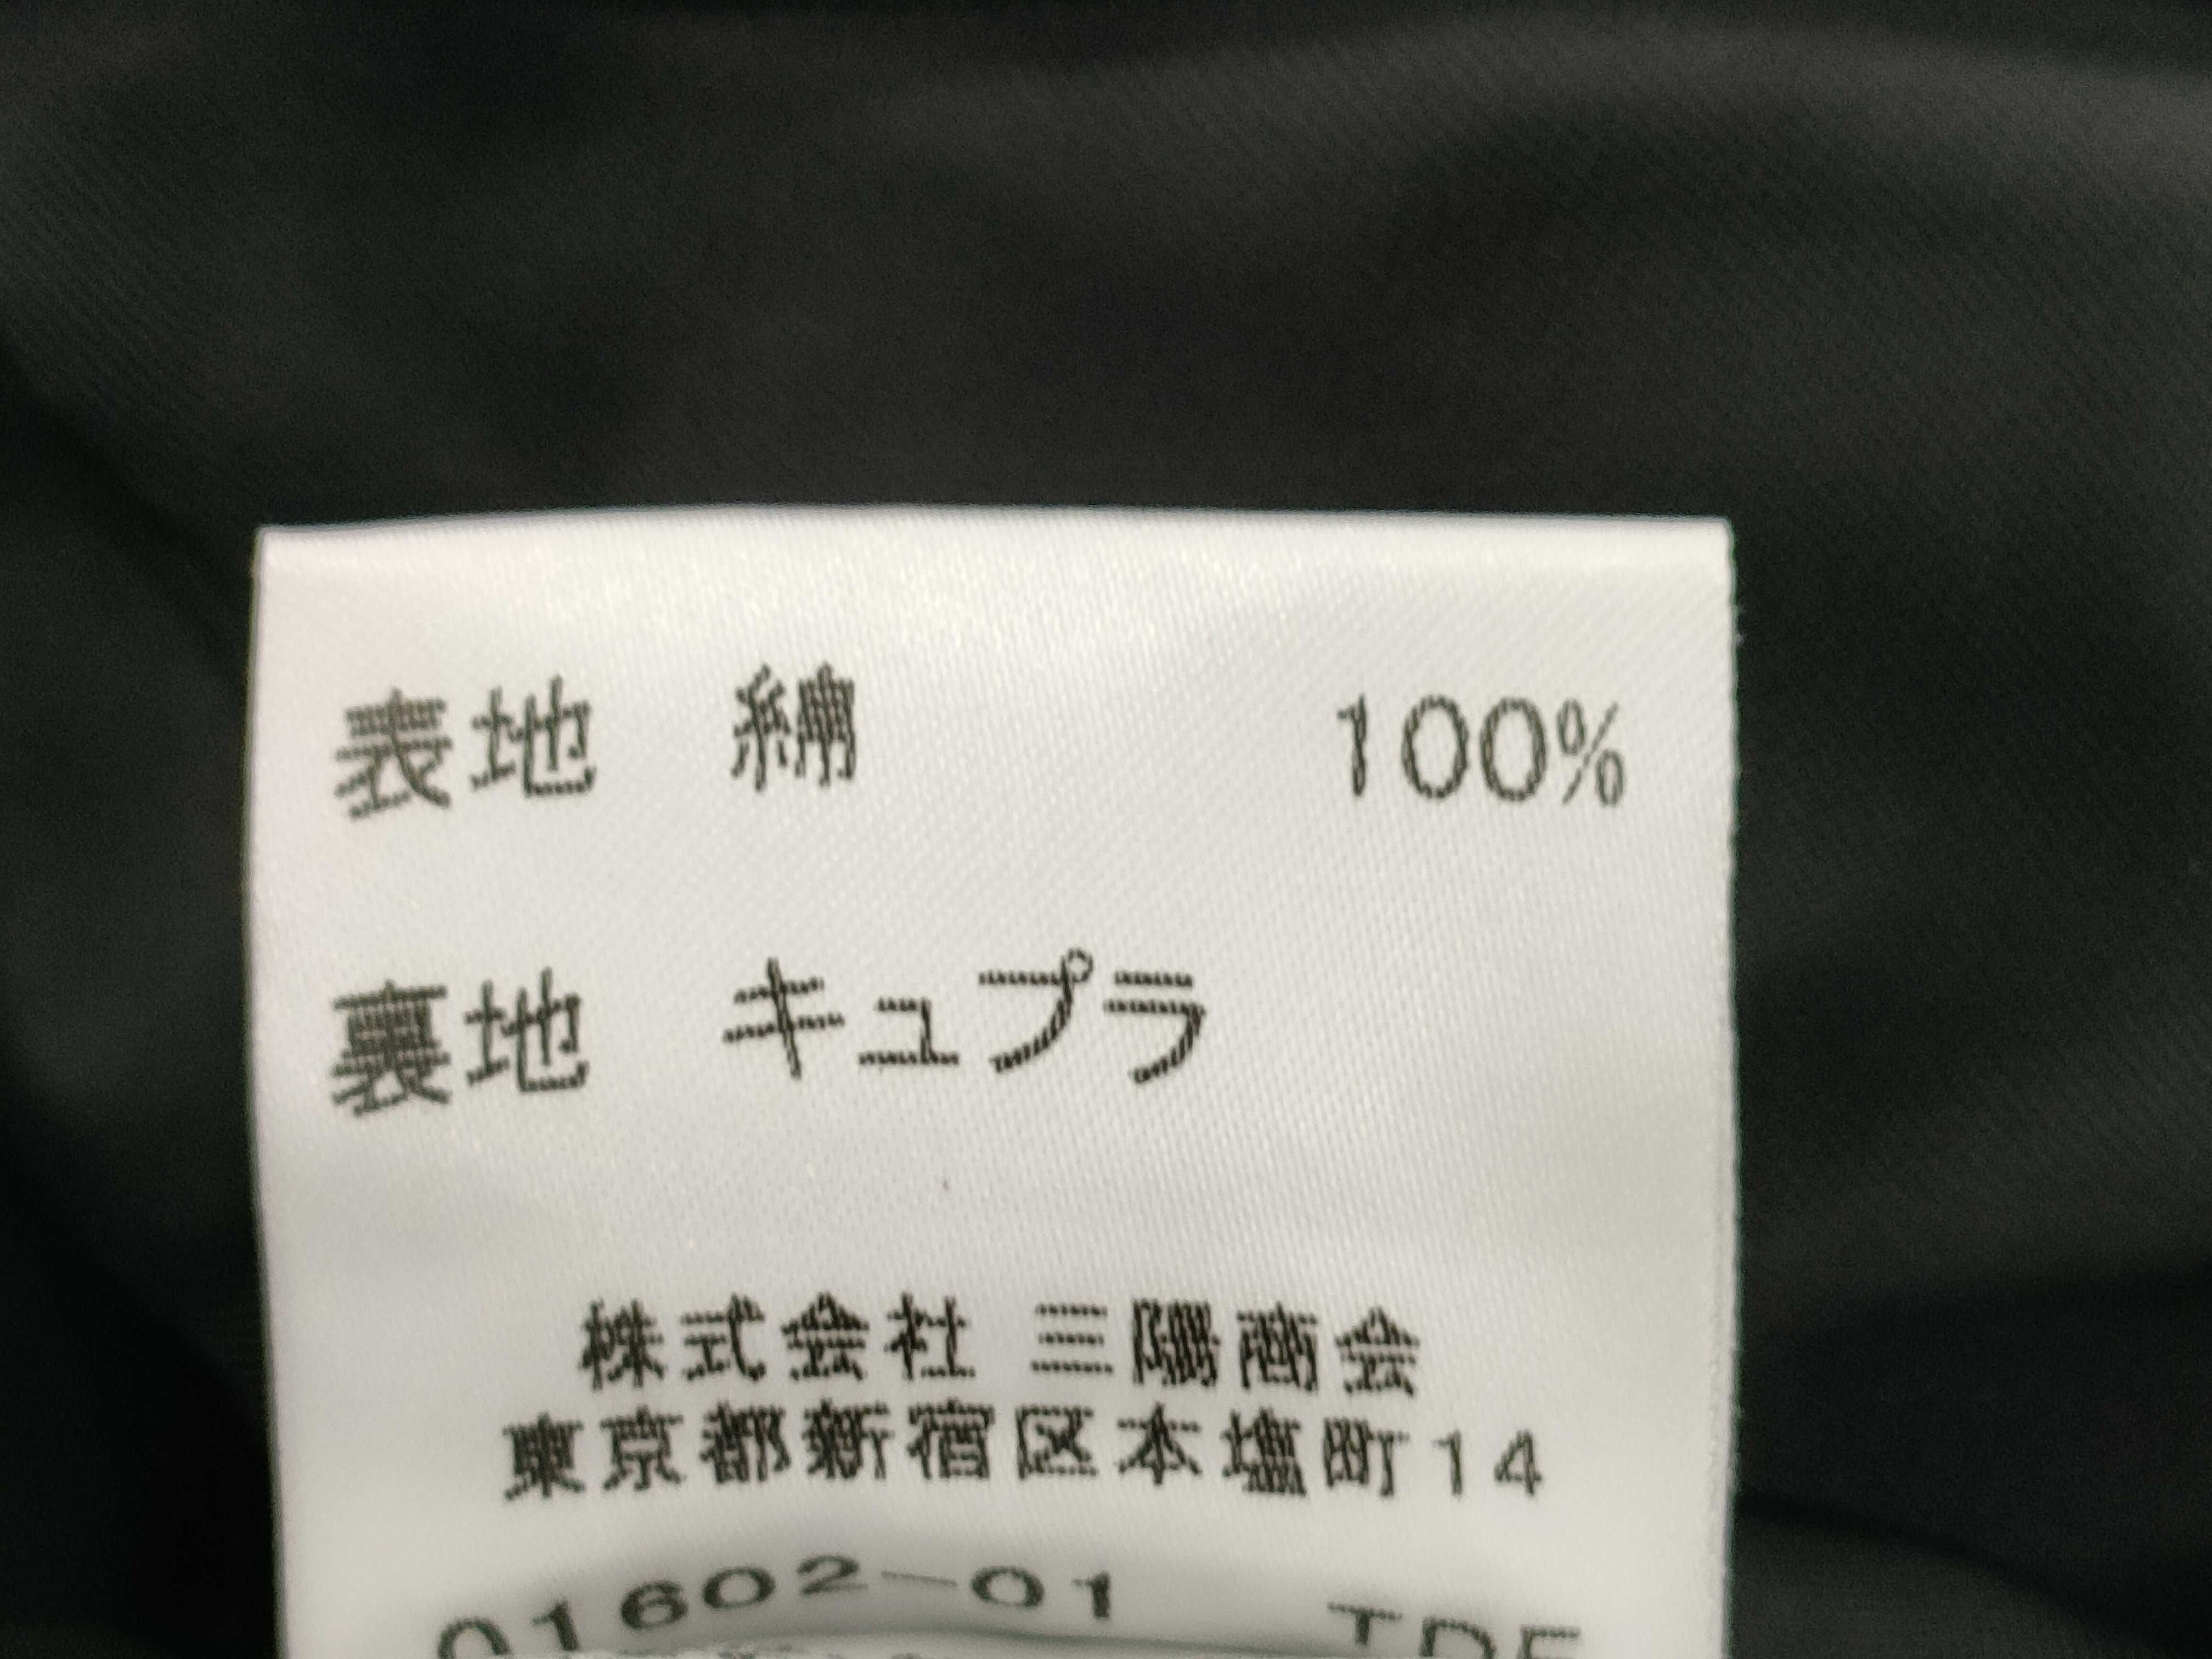 表地 綿 100%
裏地 キュプラ
株式会社 三陽商会
東京都新宿区本塩町14
01602-01 TDE